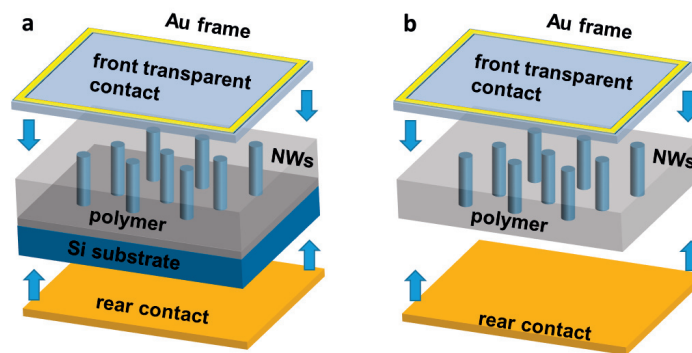 a
Au frame
front transparent
contact
NWs
polymer
Si substrate
rear contact
b
Au frame
front transparent
contact
NWs
polymer
rear contact